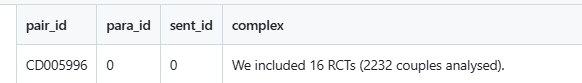 pair_id para_id sent_id complex
CD005996 0 0 We included 16 RCTs (2232 couples analysed).